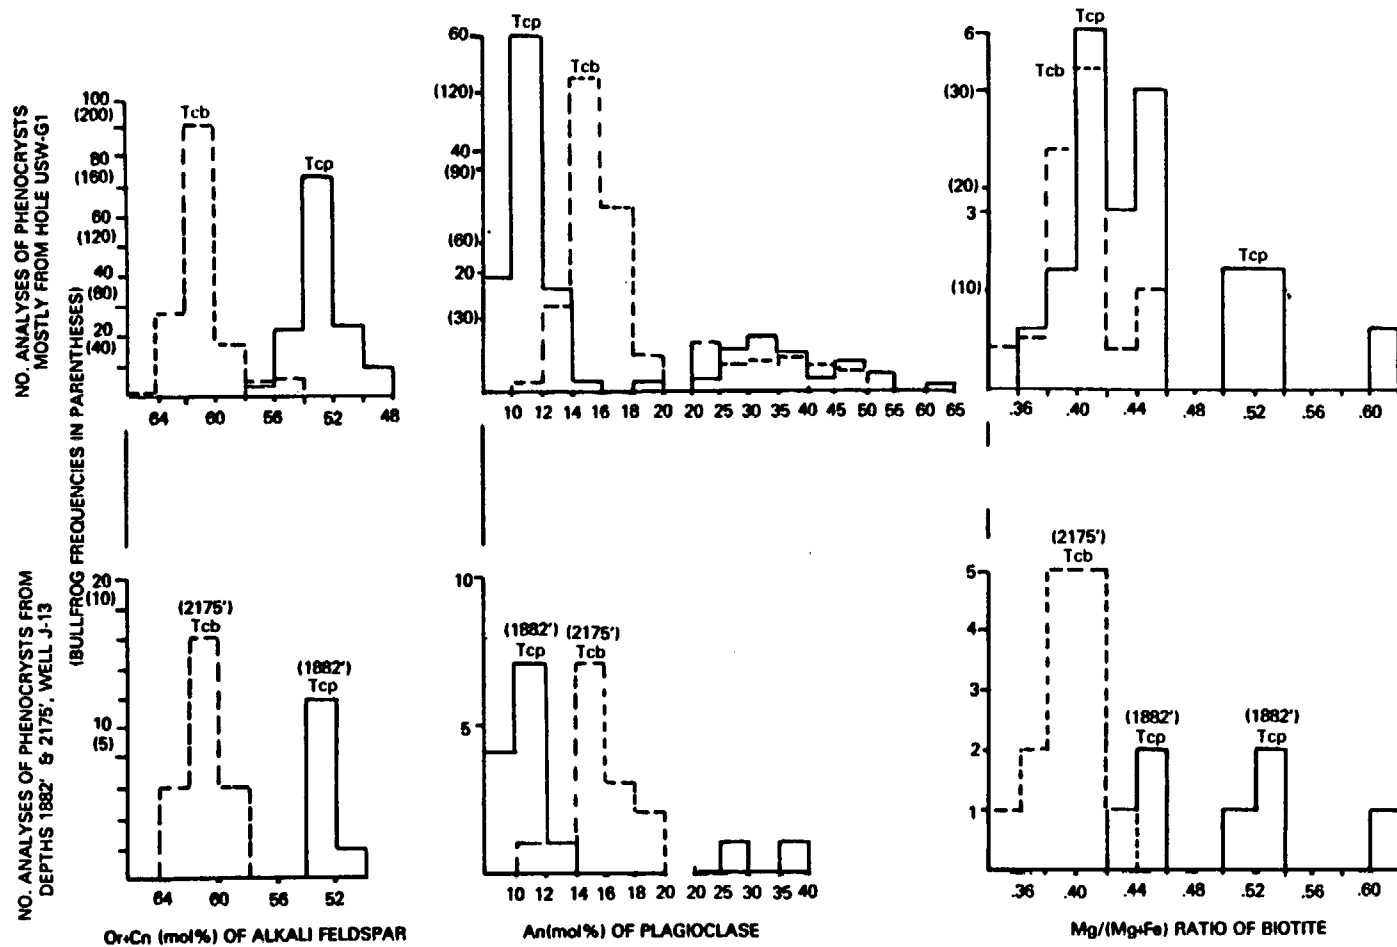 NO. ANALYSES OF PHENOCRYSTS
MOSTLY FROM HOLE USW-G1
(BULLFROG FREQUENCIES IN PARENTHESES)
100
(200)
80
(160)
60
(120)
40
(80)
20
(40)
Tcb
Tcp
64 60 56 52 48
60
(120)
40
(90)
(60)
20
(30)
Tcp
Tcb
10 12 14 16 18 20 20 25 30 35 40 45 50 55 60 65
6
(30)
(20)
3
(10)
Tcp
Tcb
Tcp
.36 .40 .44 .48 .52 .56 .60
NO. ANALYSES OF PHENOCRYSTS FROM
DEPTHS 1882' & 2175', WELL J-13
20
(10)
10
(5)
(2175')
Tcb
(1882')
Tcp
64 60 56 52
Or+Cn (mol%) OF ALKALI FELDSPAR
10
5
(1882')
Tcp
(2175')
Tcb
10 12 14 16 18 20 20 25 30 35 40
An(mol%) OF PLAGIOCLASE
5
3
2
1
(2175')
Tcb
(1882')
Tcp
(1882')
Tcp
.36 .40 .44 .48 .52 .56 .60
Mg/(Mg+Fe) RATIO OF BIOTITE